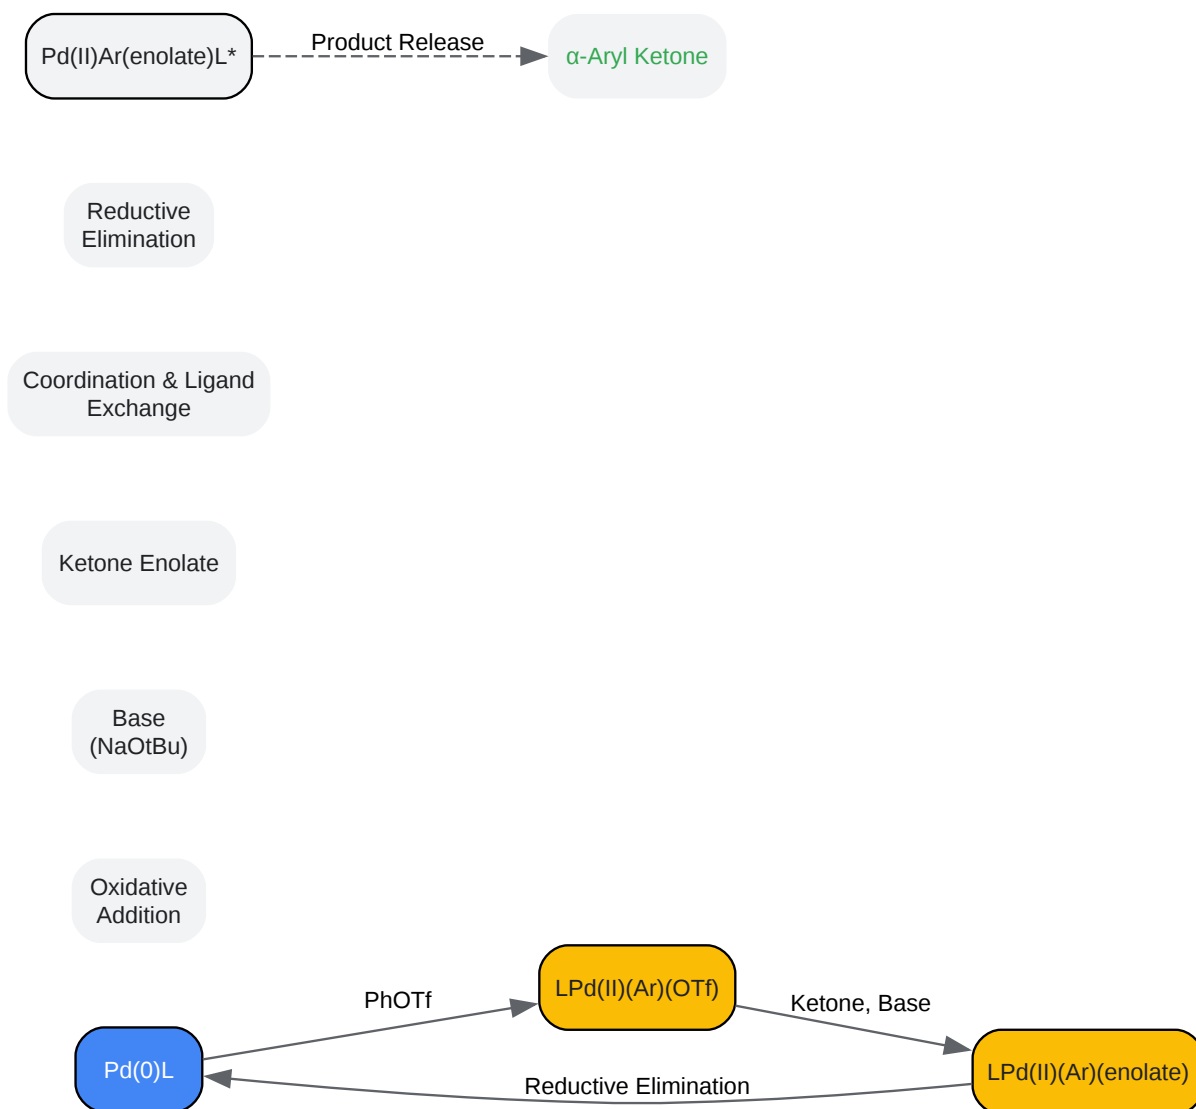 Pd(II)Ar(enolate)L*
Product Release
α-Aryl Ketone
Reductive
Elimination
Coordination & Ligand
Exchange
Ketone Enolate
Base
(NaOtBu)
Oxidative
Addition
PhOTf
LPd(II)(Ar)(OTf)
Ketone, Base
Pd(0)L
Reductive Elimination
LPd(II)(Ar)(enolate)